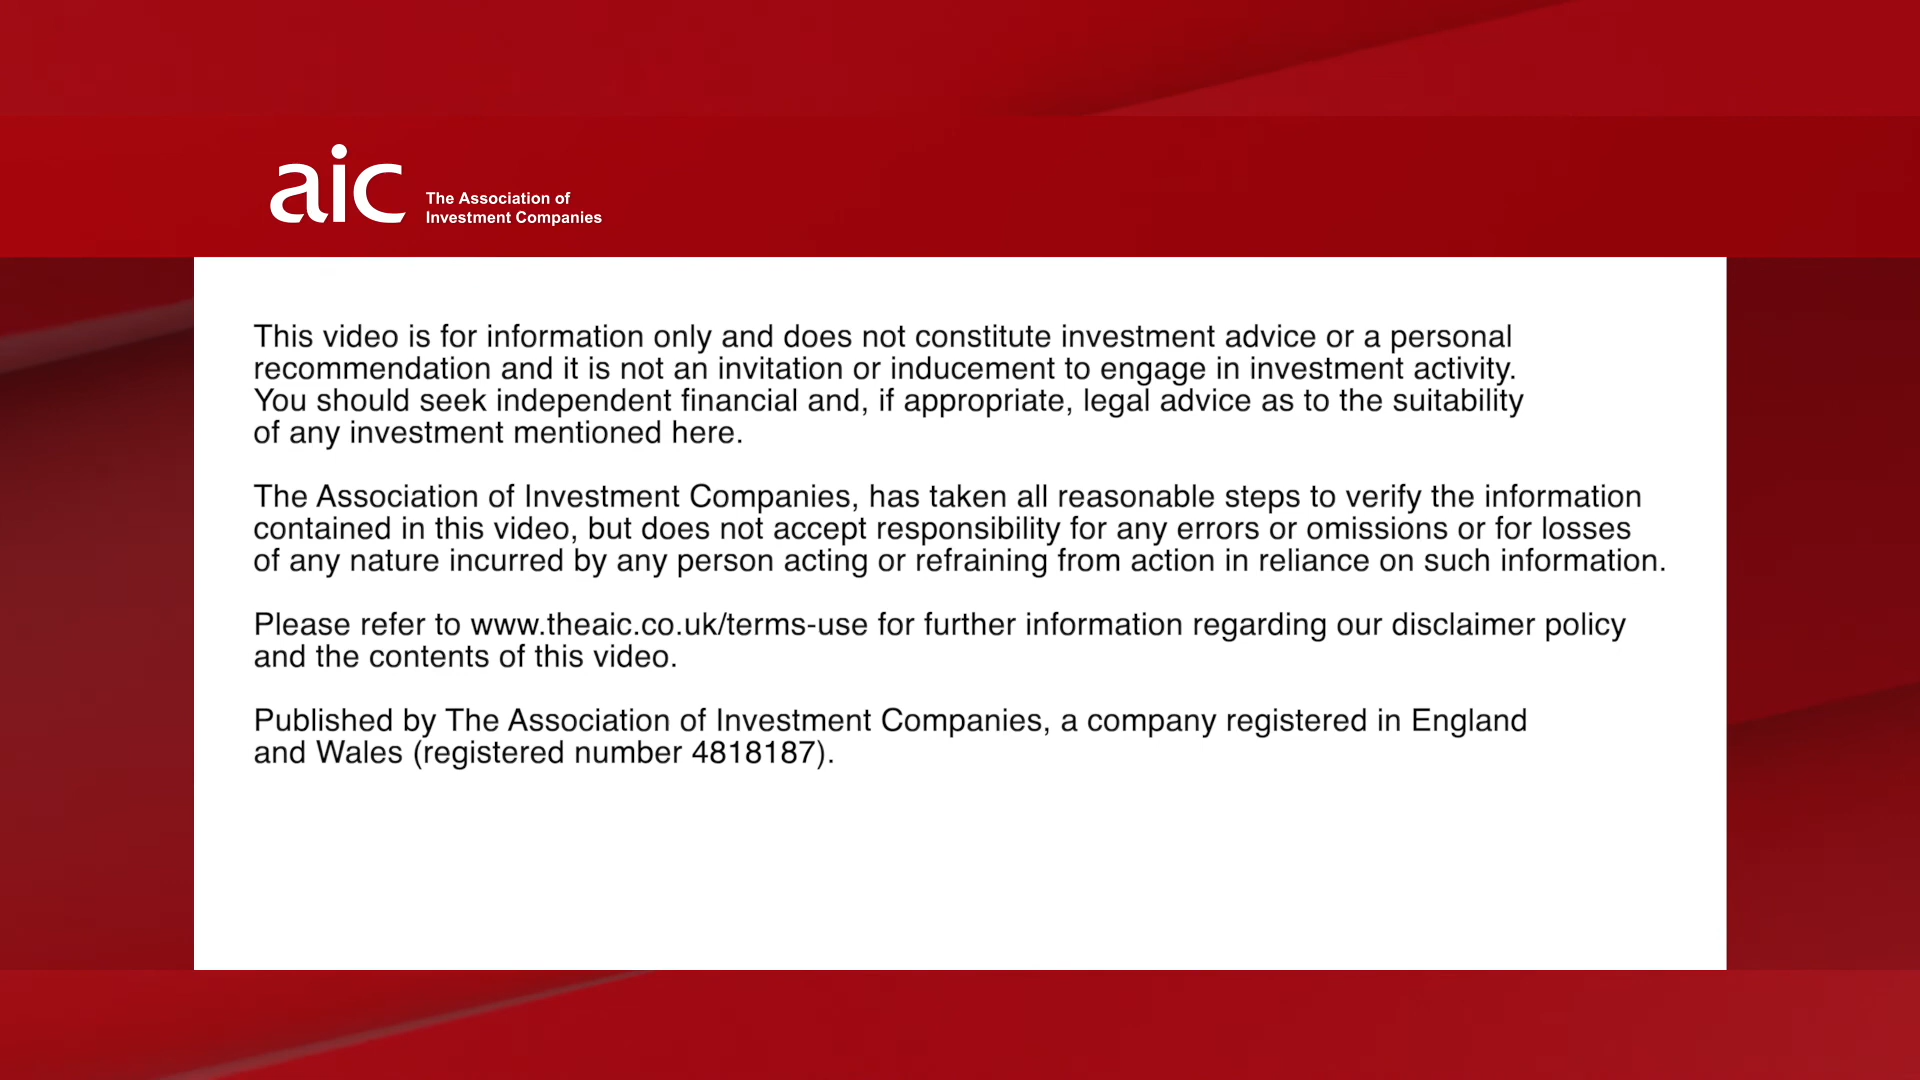 aic
The Association of
Investment Companies
This video is for information only and does not constitute investment advice or a personal
recommendation and it is not an invitation or inducement to engage in investment activity.
You should seek independent financial and, if appropriate, legal advice as to the suitability
of any investment mentioned here.
The Association of Investment Companies, has taken all reasonable steps to verify the information
contained in this video, but does not accept responsibility for any errors or omissions or for losses
of any nature incurred by any person acting or refraining from action in reliance on such information.
Please refer to www.theaic.co.uk/terms-use for further information regarding our disclaimer policy
and the contents of this video.
Published by The Association of Investment Companies, a company registered in England
and Wales (registered number 4818187).